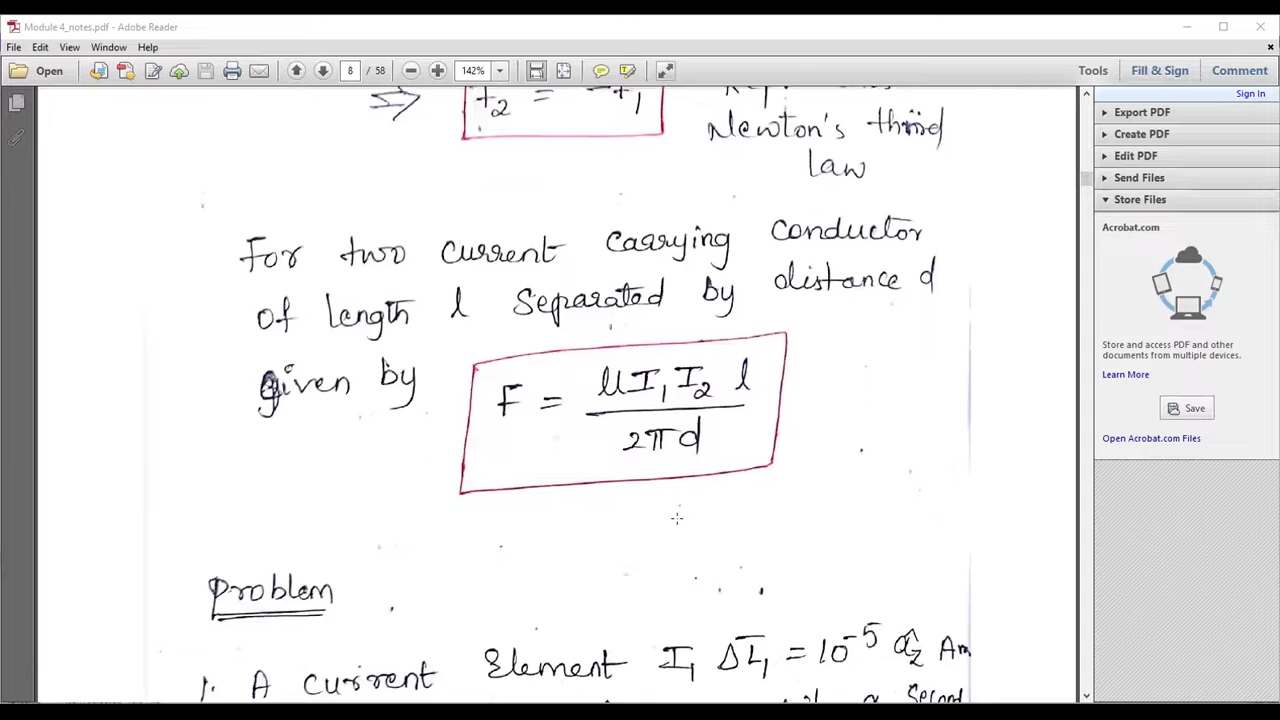 Module 4_notes.pdf - Adobe Reader
File Edit View Window Help
Open 8 / 58 142% Tools Fill & Sign Comment
Sign In
Export PDF
Create PDF
Edit PDF
Send Files
Store Files
Acrobat.com
Store and access PDF and other
documents from multiple devices.
Learn More
Save
Open Acrobat.com Files
⇒
Newton's third
law
For two current carrying conductor
of length l separated by distance d
given by F = μI₁I₂ l / 2πd
Problem
1. A current Element I₁ ΔL̄₁ = 10⁻⁵ â_z Am